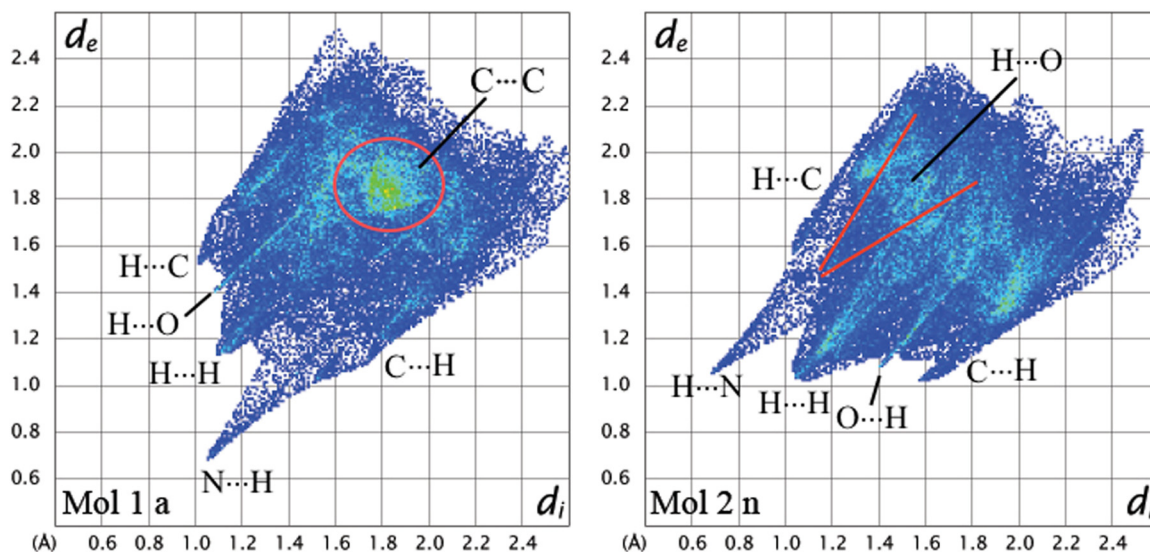 de
C···C
2.4
2.2
2.0
1.8
1.6
1.4
1.2
1.0
0.8
0.6
H···C
H···O
H···H
C···H
N···H
Mol 1 a
di
(Å) 0.6 0.8 1.0 1.2 1.4 1.6 1.8 2.0 2.2 2.4
de
H···O
2.4
2.2
2.0
1.8
1.6
1.4
1.2
1.0
0.8
0.6
H···C
H···N
H···H
O···H
C···H
Mol 2 n
d
(Å) 0.6 0.8 1.0 1.2 1.4 1.6 1.8 2.0 2.2 2.4